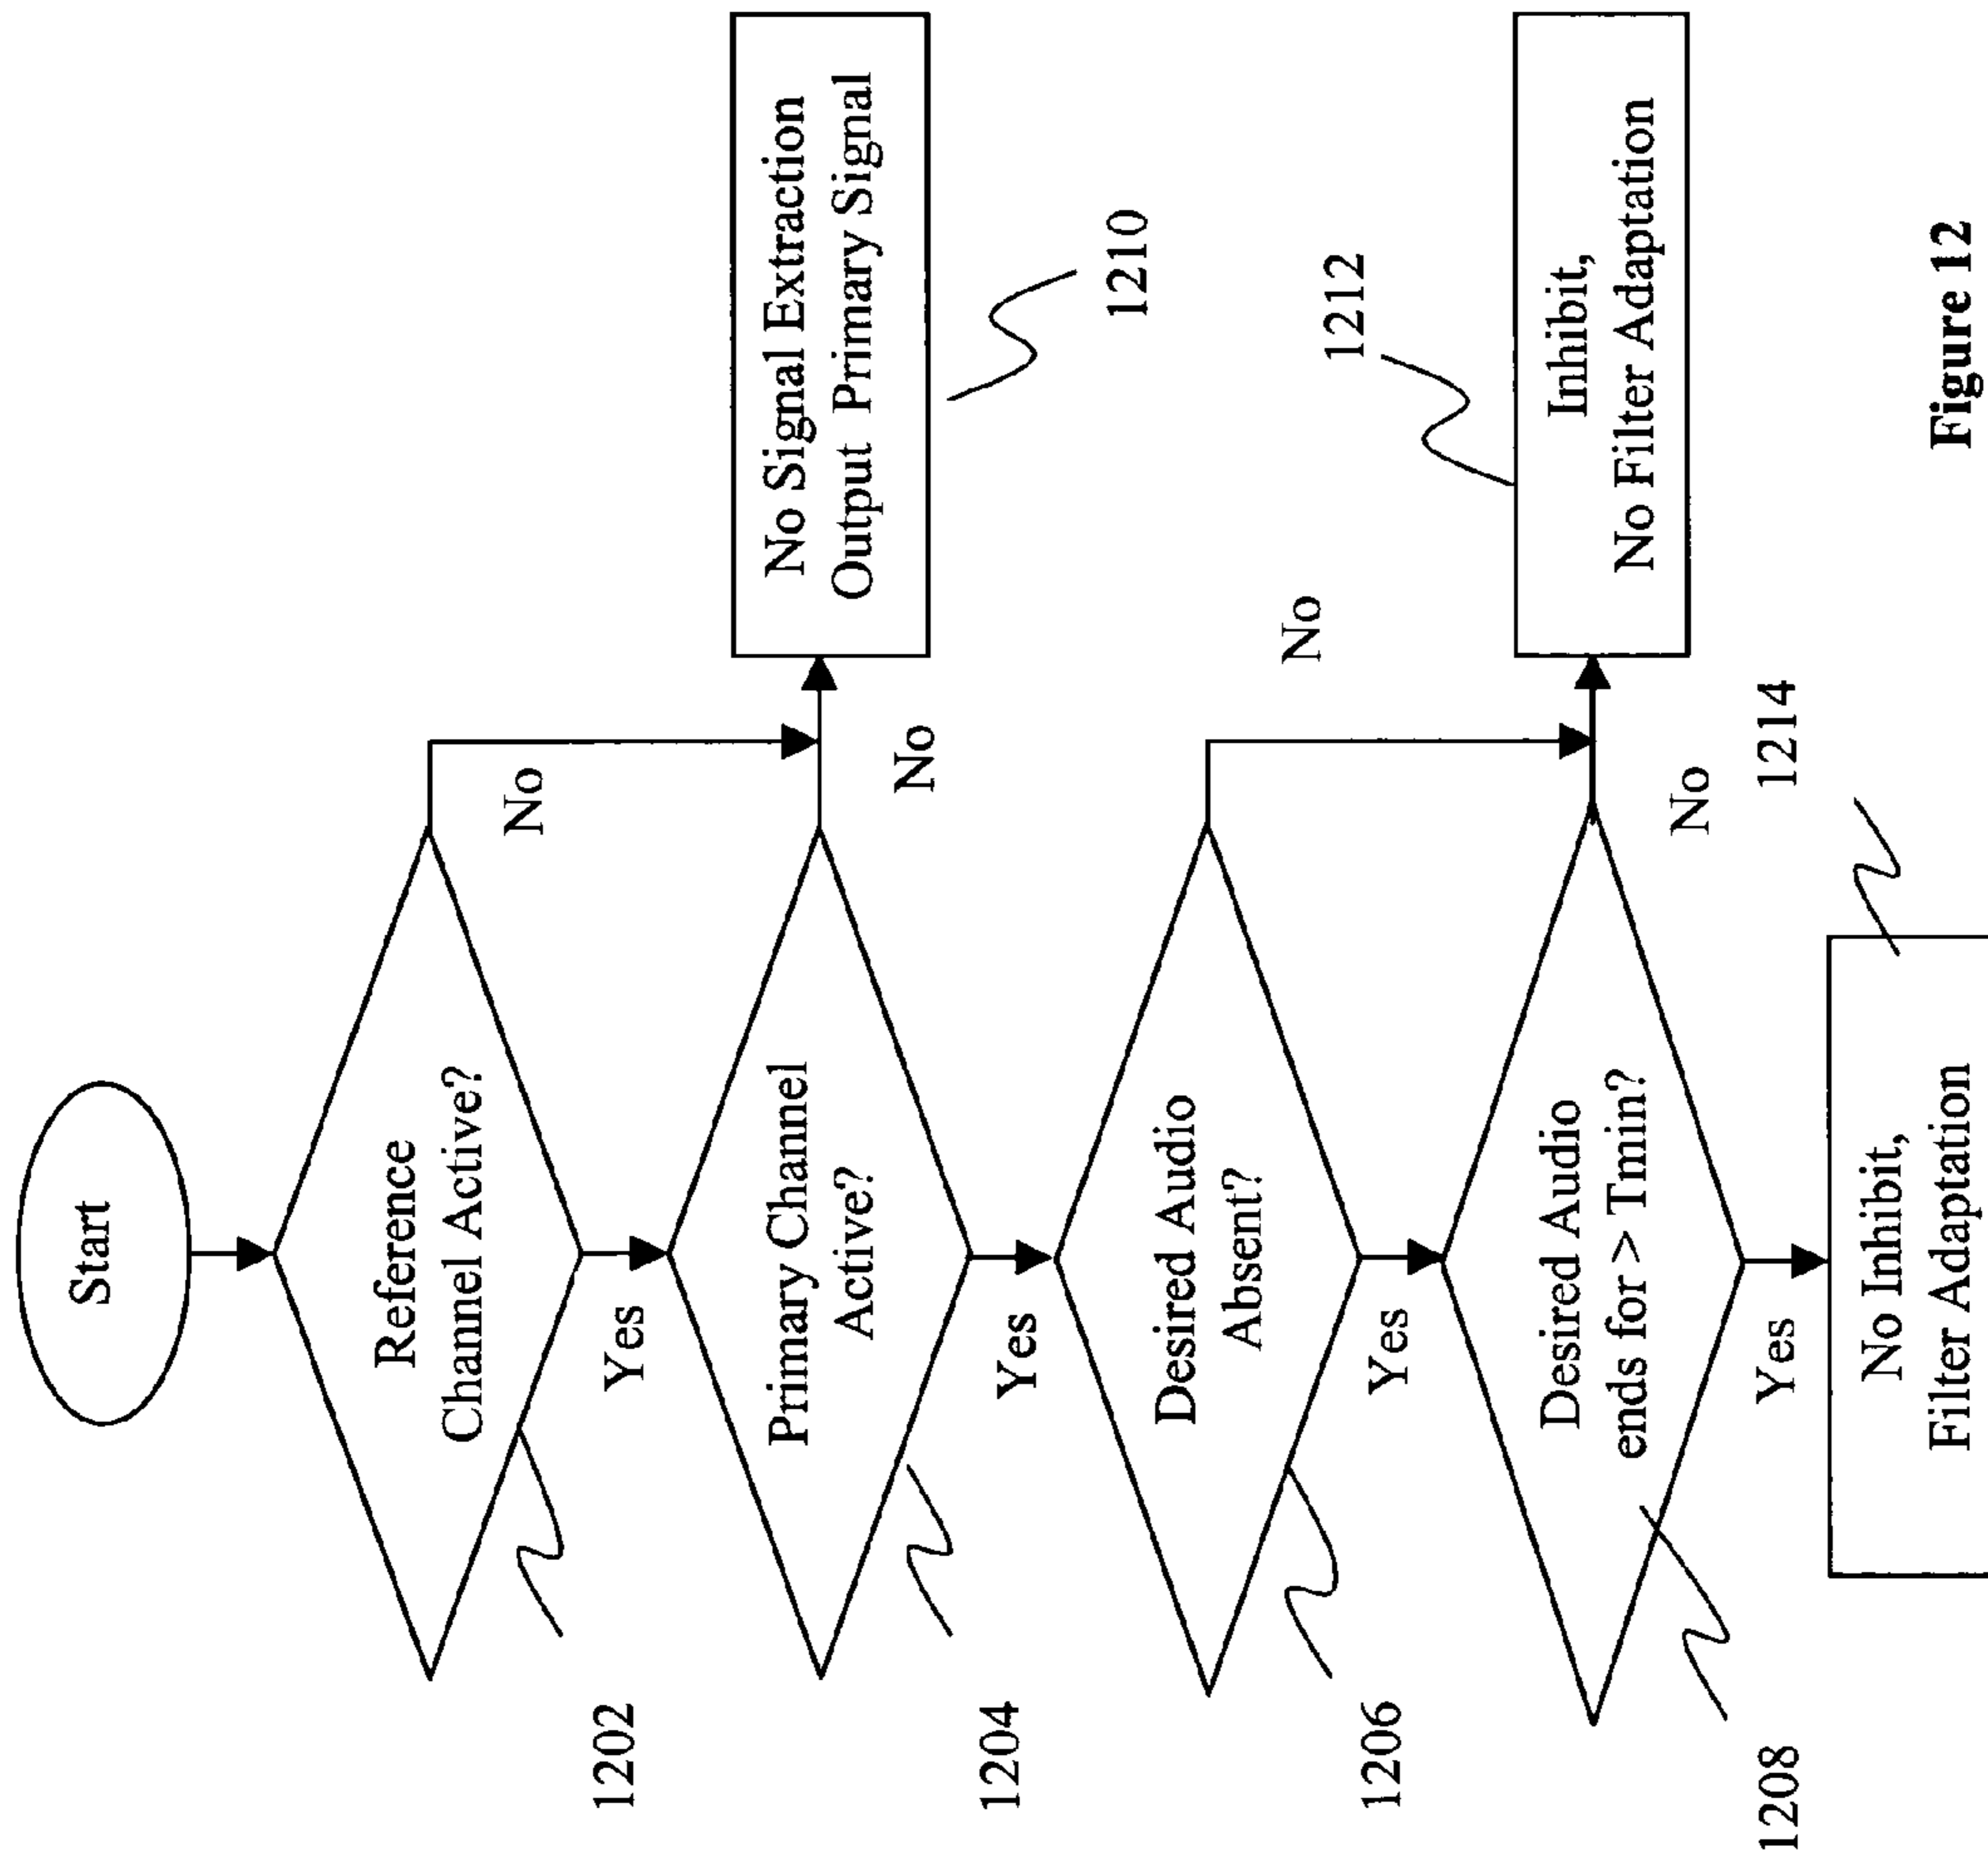 Start
Reference
Channel Active?
1202
No
Yes
Primary Channel
Active?
1204
No
No Signal Extraction
Output Primary Signal
1210
Yes
Desired Audio
Absent?
1206
No
Yes
Desired Audio
ends for > Tmin?
1208
No
Inhibit,
No Filter Adaptation
1212
Yes
No Inhibit,
Filter Adaptation
1214
Figure 12